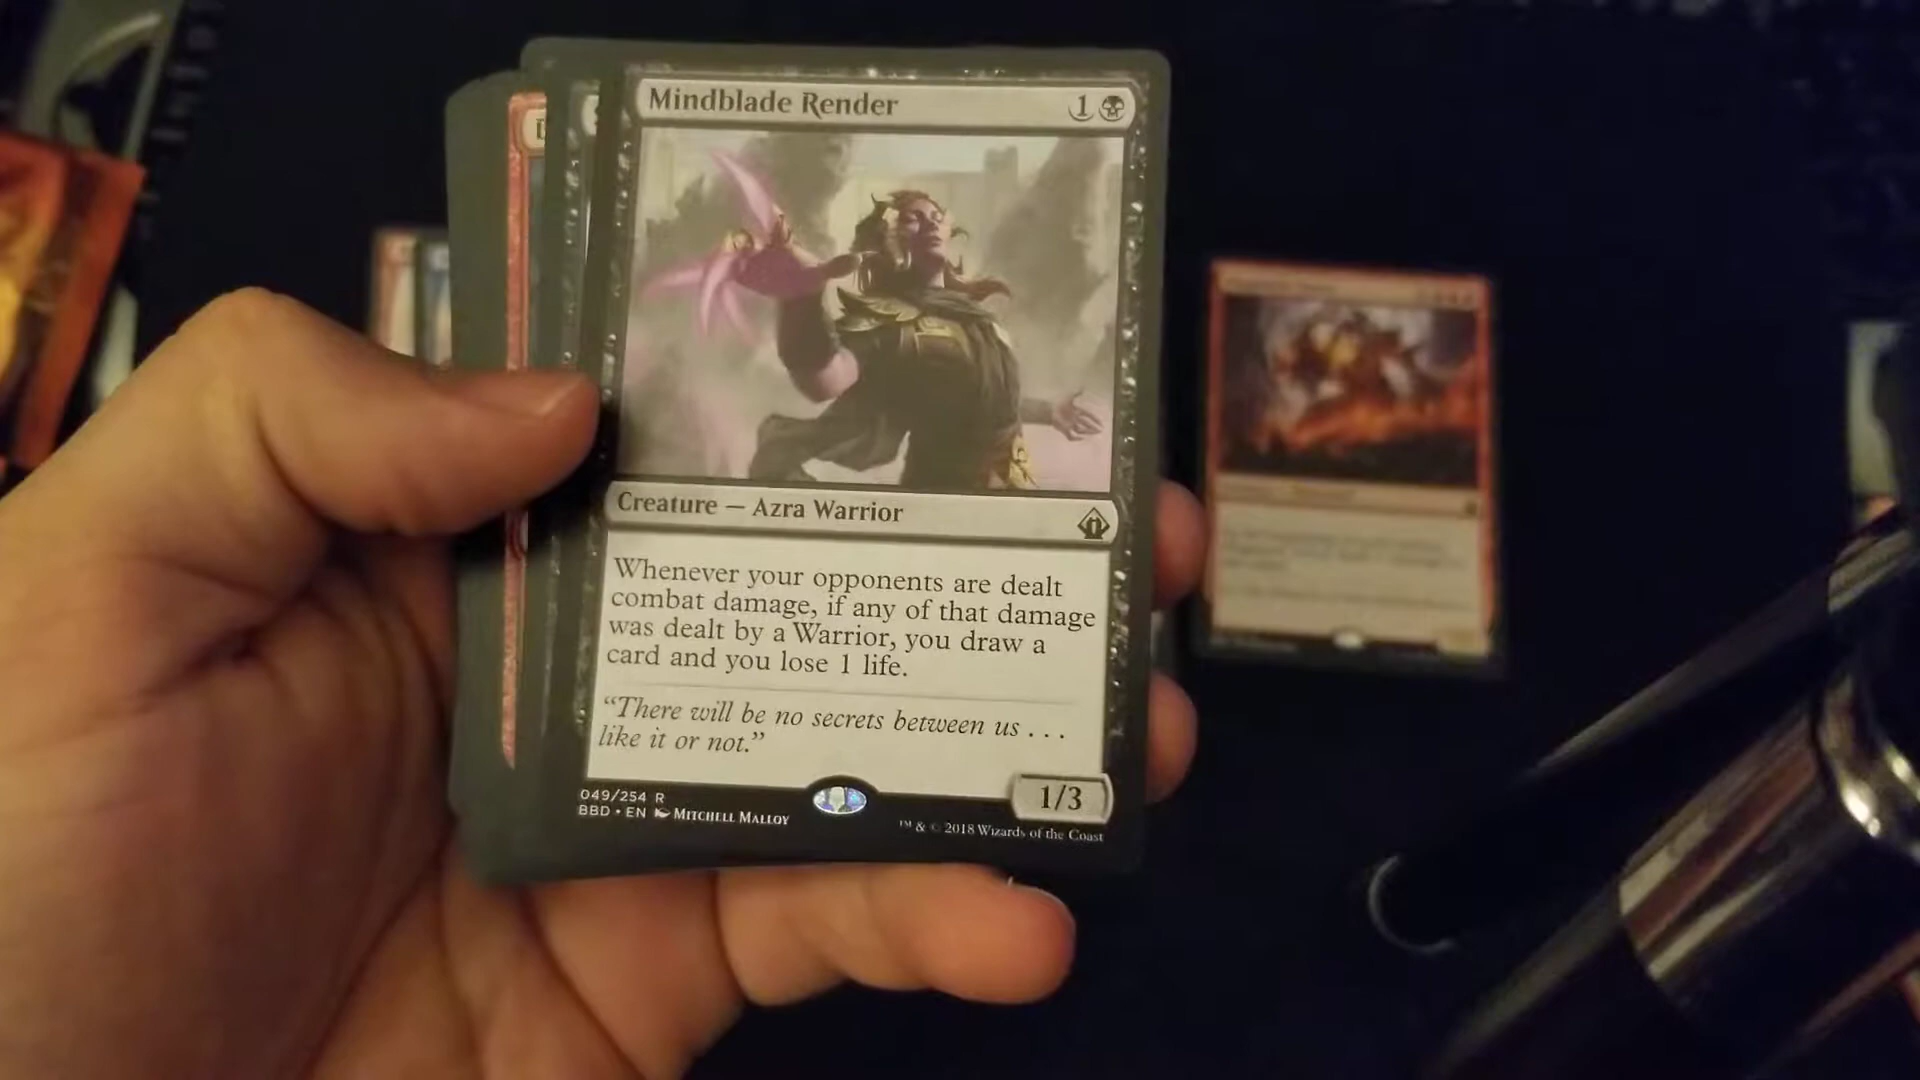 Mindblade Render 1
Creature — Azra Warrior
Whenever your opponents are dealt
combat damage, if any of that damage
was dealt by a Warrior, you draw a
card and you lose 1 life.
“There will be no secrets between us . . .
like it or not.”
1/3
049/254 R
BBD • EN MITCHELL MALLOY
™ & © 2018 Wizards of the Coast